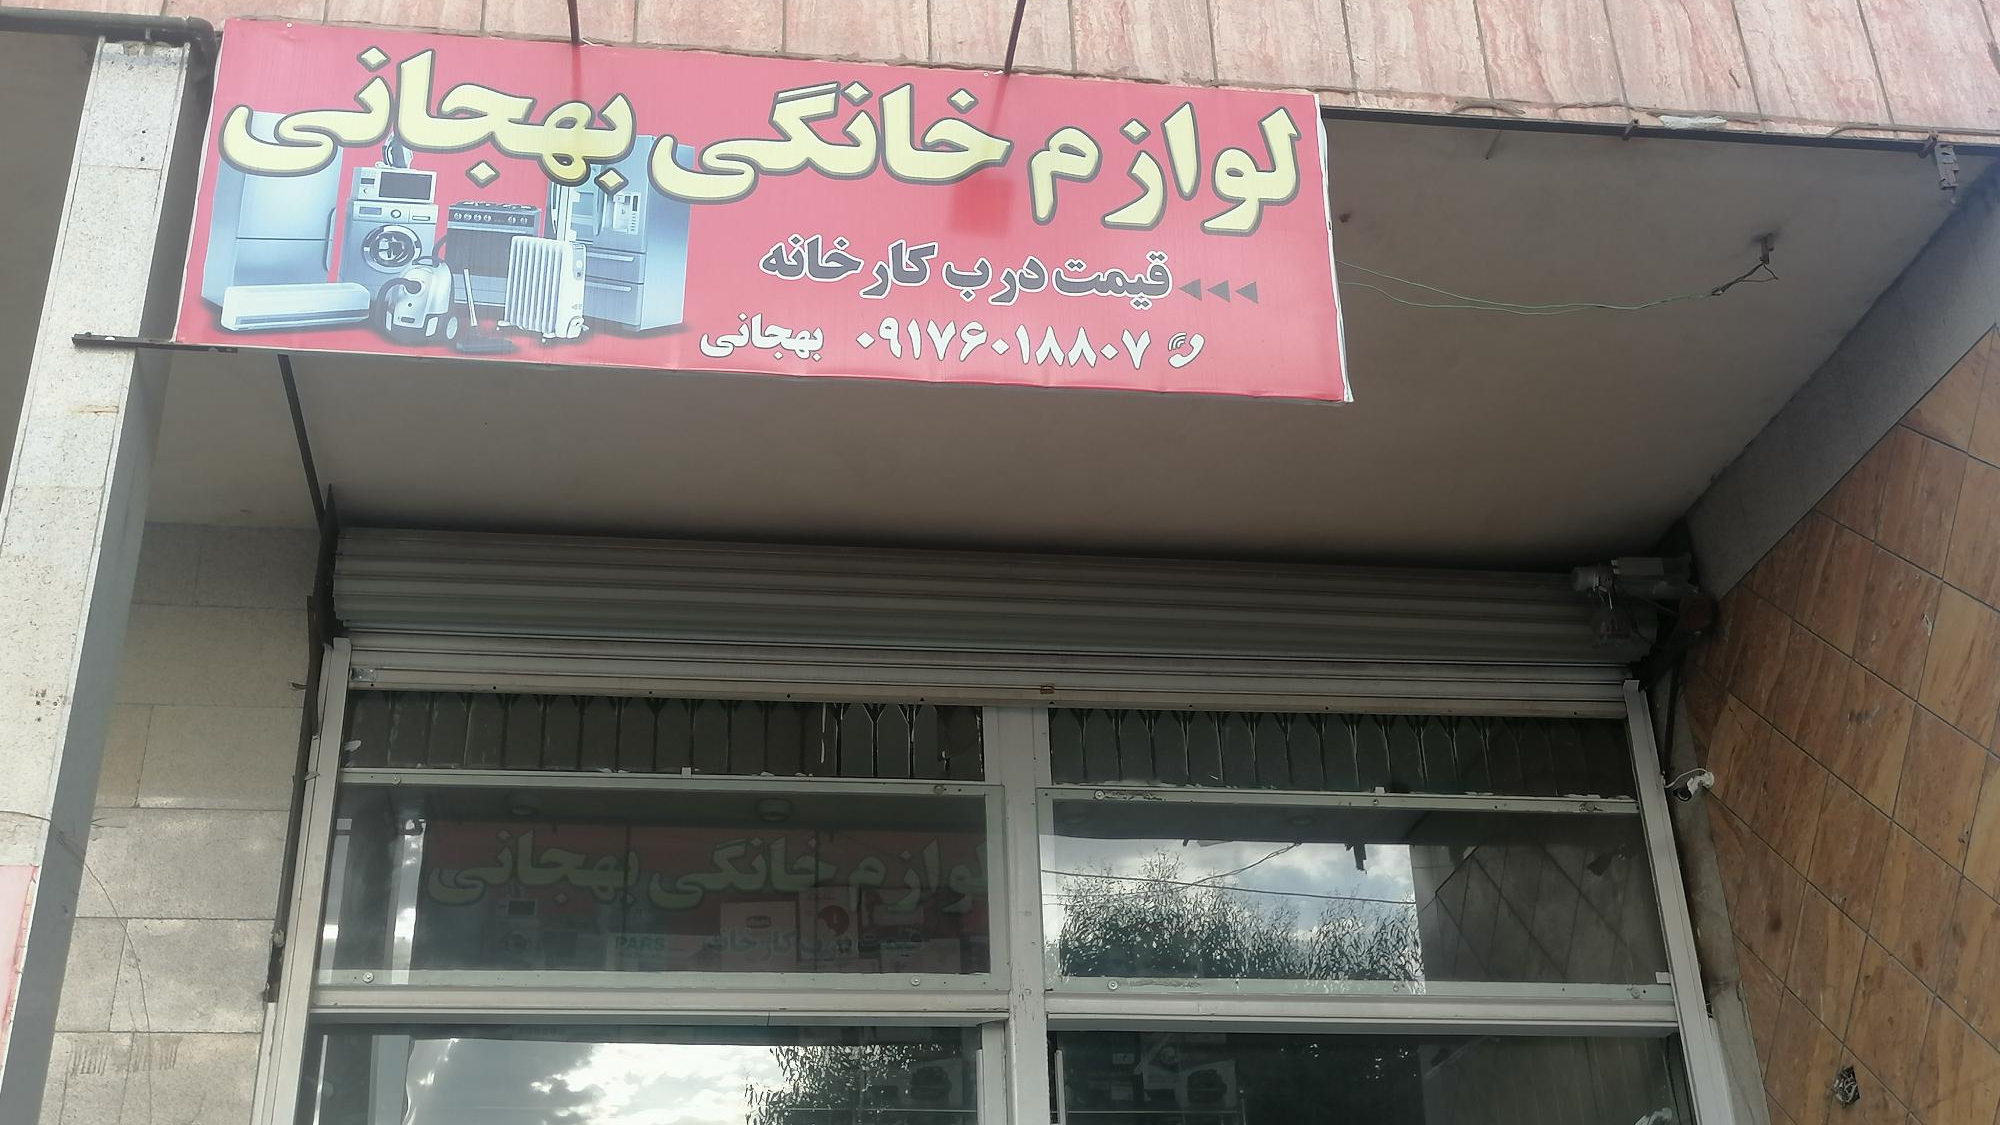 لوازم خانگی بهجانی
قیمت درب کارخانه
۰۹۱۷۶۰۱۸۸۰۷ بهجانی
لوازم خانگی بهجانی
قیمت درب کارخانه
PARS